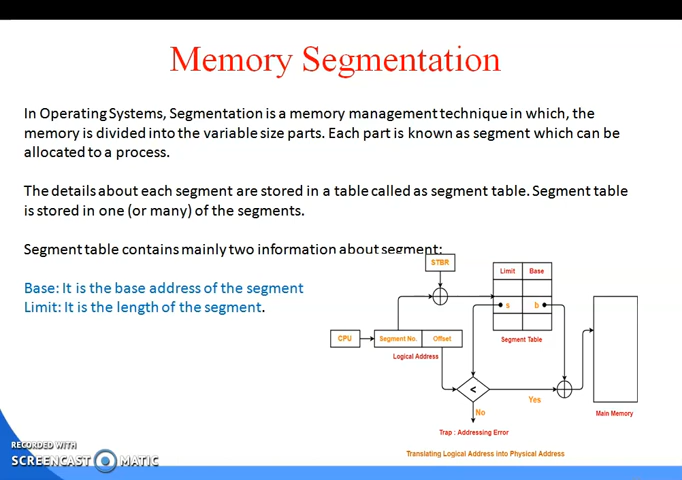 Memory Segmentation
In Operating Systems, Segmentation is a memory management technique in which, the
memory is divided into the variable size parts. Each part is known as segment which can be
allocated to a process.
The details about each segment are stored in a table called as segment table. Segment table
is stored in one (or many) of the segments.
Segment table contains mainly two information about segment:
Base: It is the base address of the segment
Limit: It is the length of the segment.
STBR
Limit Base
s b
CPU Segment No. Offset
Segment Table
Logical Address
<
Yes
No
Main Memory
Trap : Addressing Error
Translating Logical Address into Physical Address
RECORDED WITH
SCREENCAST MATIC